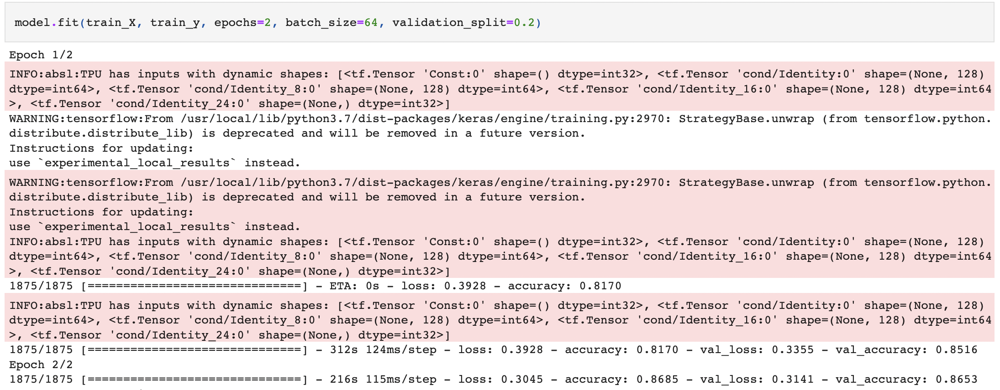 model.fit(train_X, train_y, epochs=2, batch_size=64, validation_split=0.2)
Epoch 1/2
INFO:absl:TPU has inputs with dynamic shapes: [<tf.Tensor 'Const:0' shape=() dtype=int32>, <tf.Tensor 'cond/Identity:0' shape=(None, 128)
dtype=int64>, <tf.Tensor 'cond/Identity_8:0' shape=(None, 128) dtype=int64>, <tf.Tensor 'cond/Identity_16:0' shape=(None, 128) dtype=int64
>, <tf.Tensor 'cond/Identity_24:0' shape=(None,) dtype=int32>]
WARNING:tensorflow:From /usr/local/lib/python3.7/dist-packages/keras/engine/training.py:2970: StrategyBase.unwrap (from tensorflow.python.
distribute.distribute_lib) is deprecated and will be removed in a future version.
Instructions for updating:
use `experimental_local_results` instead.
WARNING:tensorflow:From /usr/local/lib/python3.7/dist-packages/keras/engine/training.py:2970: StrategyBase.unwrap (from tensorflow.python.
distribute.distribute_lib) is deprecated and will be removed in a future version.
Instructions for updating:
use `experimental_local_results` instead.
INFO:absl:TPU has inputs with dynamic shapes: [<tf.Tensor 'Const:0' shape=() dtype=int32>, <tf.Tensor 'cond/Identity:0' shape=(None, 128)
dtype=int64>, <tf.Tensor 'cond/Identity_8:0' shape=(None, 128) dtype=int64>, <tf.Tensor 'cond/Identity_16:0' shape=(None, 128) dtype=int64
>, <tf.Tensor 'cond/Identity_24:0' shape=(None,) dtype=int32>]
1875/1875 [==============================] - ETA: 0s - loss: 0.3928 - accuracy: 0.8170
INFO:absl:TPU has inputs with dynamic shapes: [<tf.Tensor 'Const:0' shape=() dtype=int32>, <tf.Tensor 'cond/Identity:0' shape=(None, 128)
dtype=int64>, <tf.Tensor 'cond/Identity_8:0' shape=(None, 128) dtype=int64>, <tf.Tensor 'cond/Identity_16:0' shape=(None, 128) dtype=int64
>, <tf.Tensor 'cond/Identity_24:0' shape=(None,) dtype=int32>]
1875/1875 [==============================] - 312s 124ms/step - loss: 0.3928 - accuracy: 0.8170 - val_loss: 0.3355 - val_accuracy: 0.8516
Epoch 2/2
1875/1875 [==============================] - 216s 115ms/step - loss: 0.3045 - accuracy: 0.8685 - val_loss: 0.3141 - val_accuracy: 0.8653